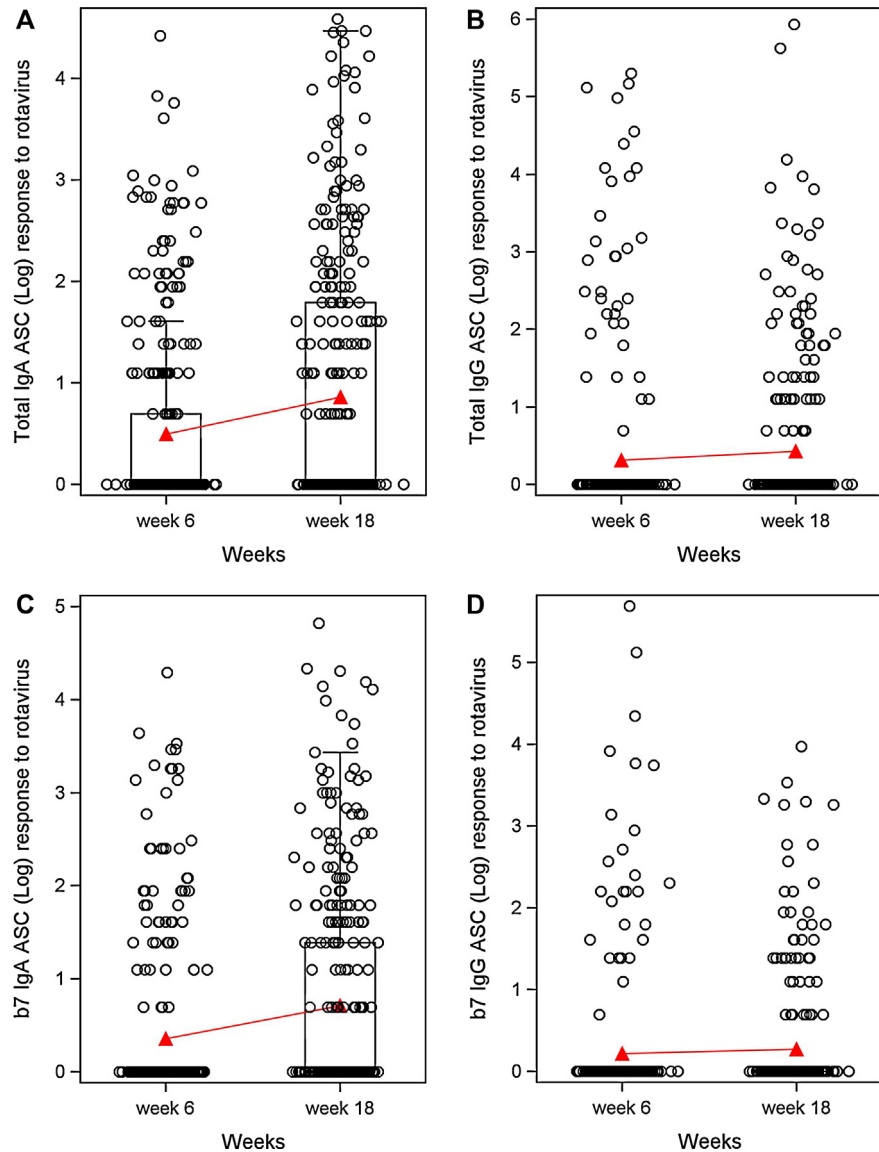 A
Total IgA ASC (Log) response to rotavirus
4
3
2
1
0
week 6
week 18
Weeks
B
Total IgG ASC (Log) response to rotavirus
6
5
4
3
2
1
0
week 6
week 18
Weeks
C
b7 IgA ASC (Log) response to rotavirus
5
4
3
2
1
0
week 6
week 18
Weeks
D
b7 IgG ASC (Log) response to rotavirus
5
4
3
2
1
0
week 6
week 18
Weeks